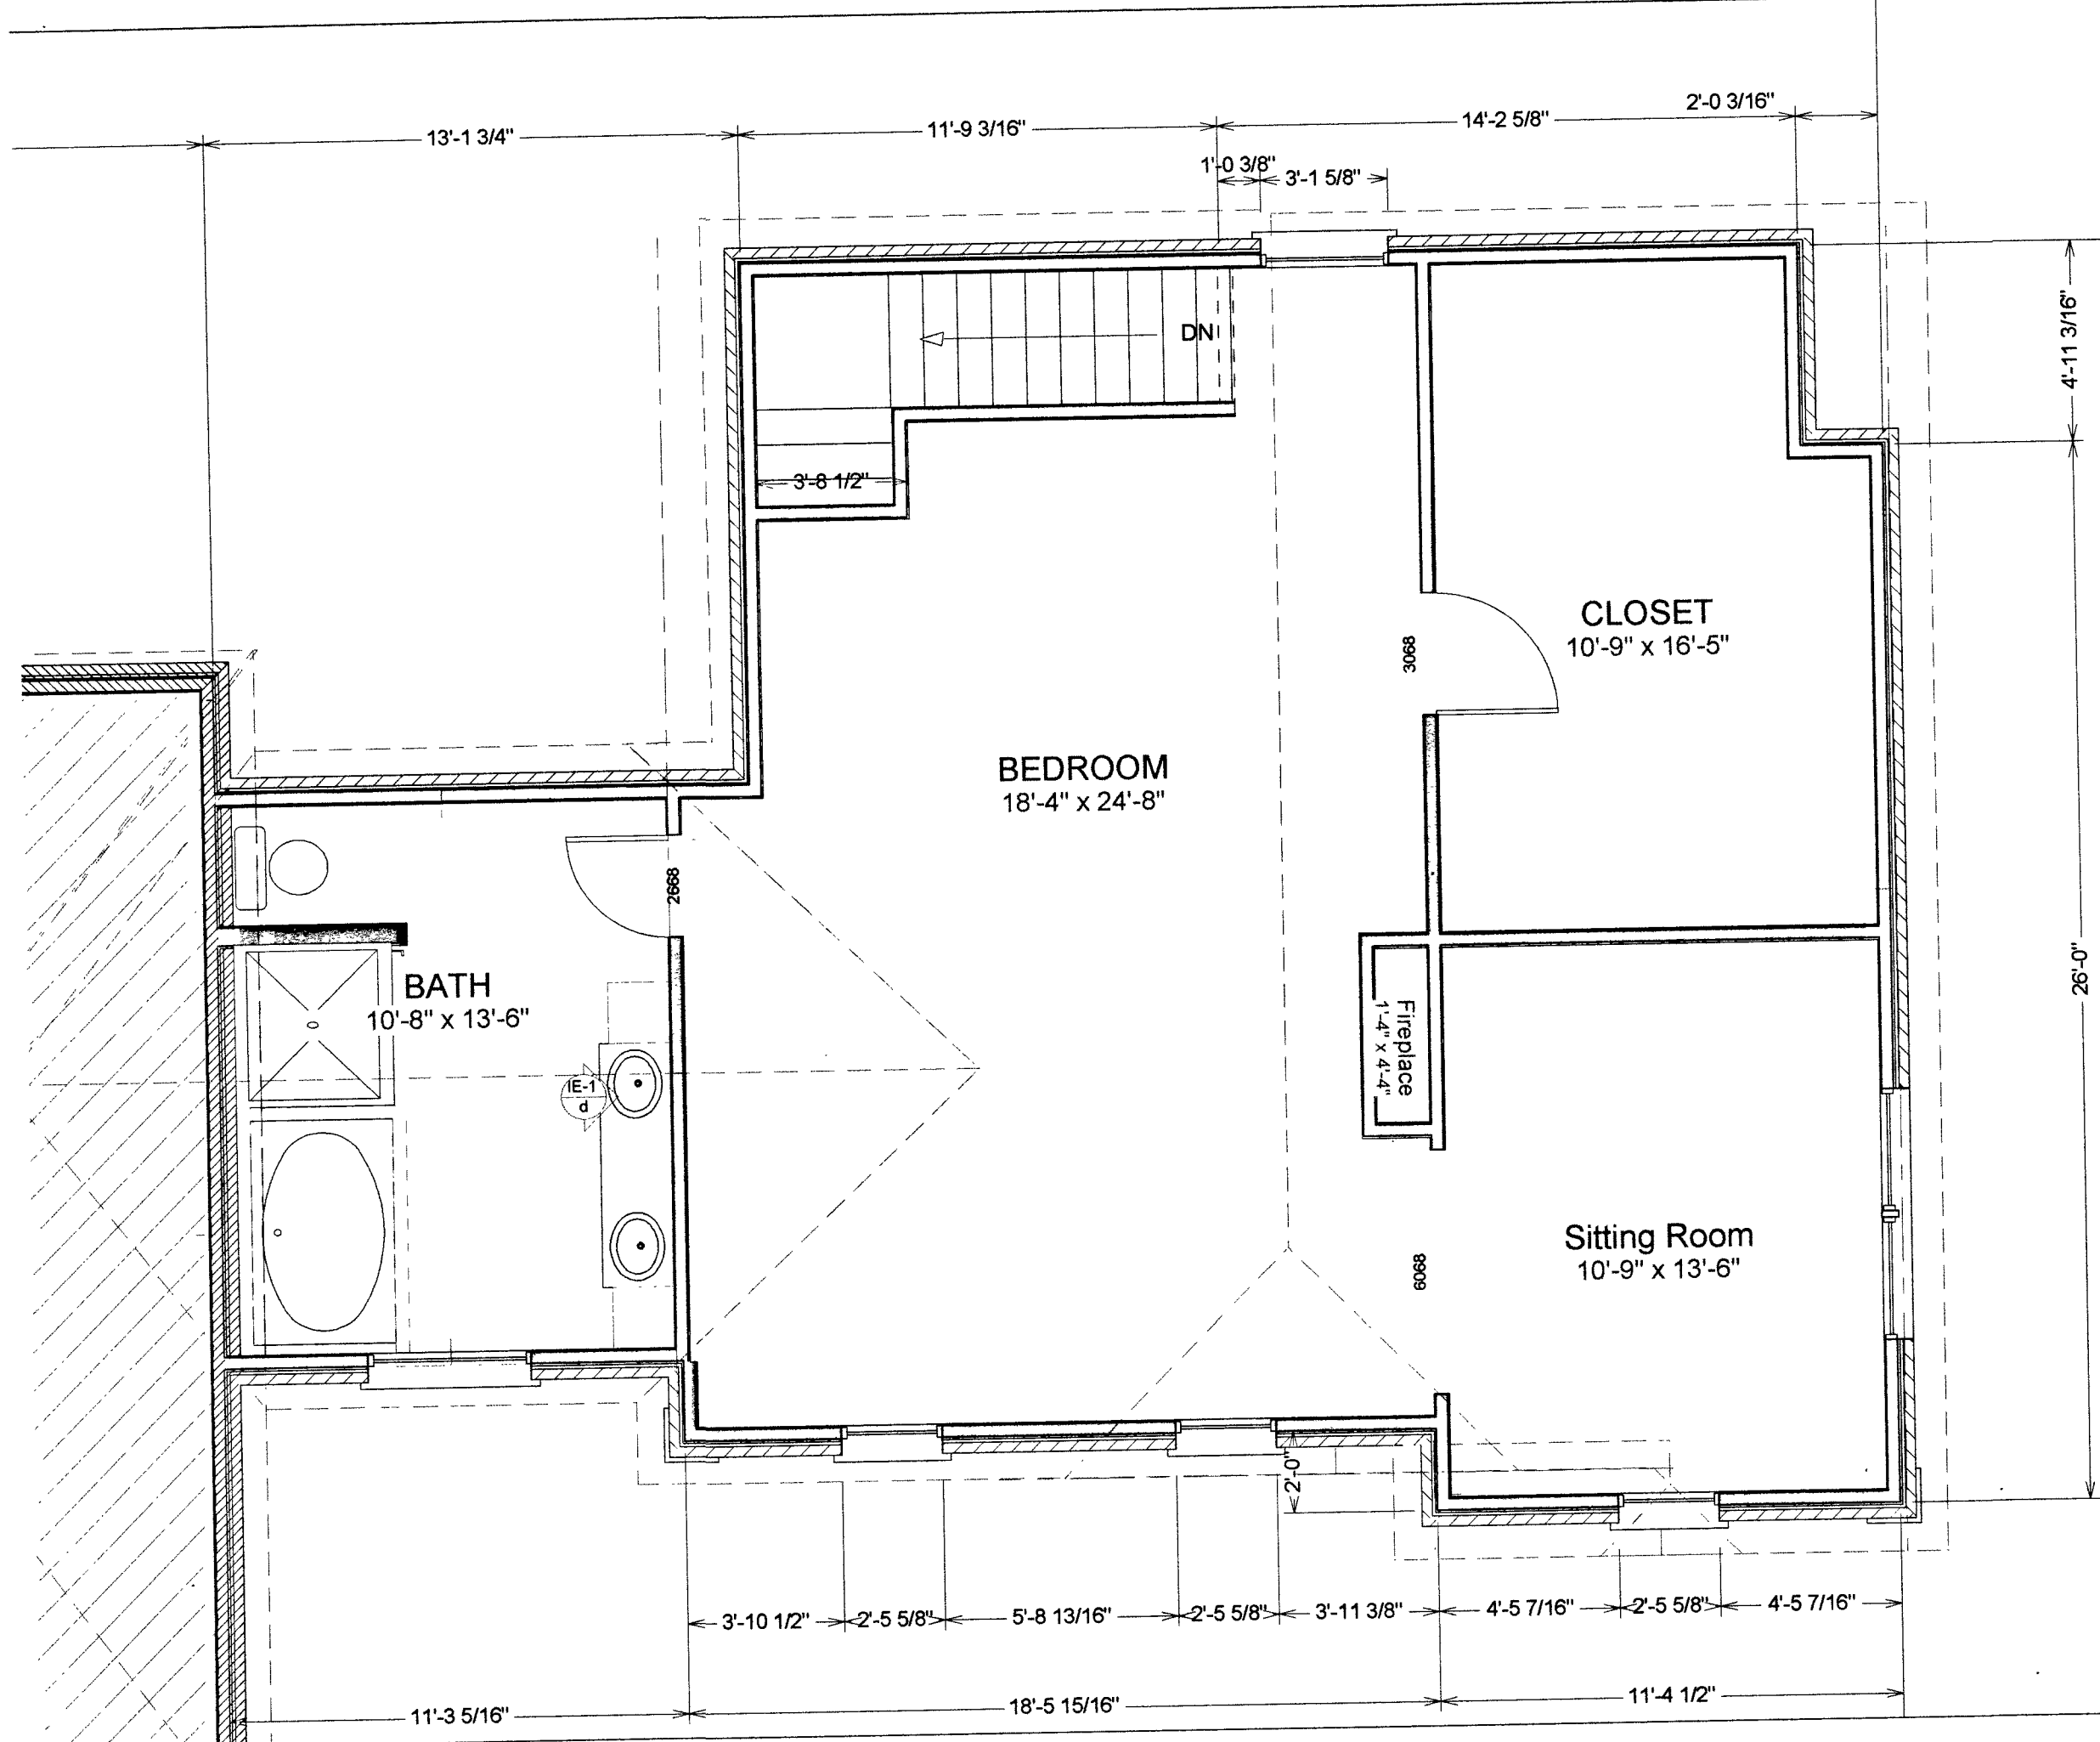 2'-0 3/16"
13'-1 3/4"
11'-9 3/16"
14'-2 5/8"
1'-0 3/8"
3'-1 5/8"
4'-11 3/16"
DN
3'-8 1/2"
CLOSET
10'-9" x 16'-5"
3068
BEDROOM
18'-4" x 24'-8"
2668
BATH
10'-8" x 13'-6"
26'-0"
Fireplace
1'-4" x 4'-4"
IE-1
d
Sitting Room
10'-9" x 13'-6"
6068
2'-0"
3'-10 1/2"
2'-5 5/8"
5'-8 13/16"
2'-5 5/8"
3'-11 3/8"
4'-5 7/16"
2'-5 5/8"
4'-5 7/16"
11'-3 5/16"
18'-5 15/16"
11'-4 1/2"